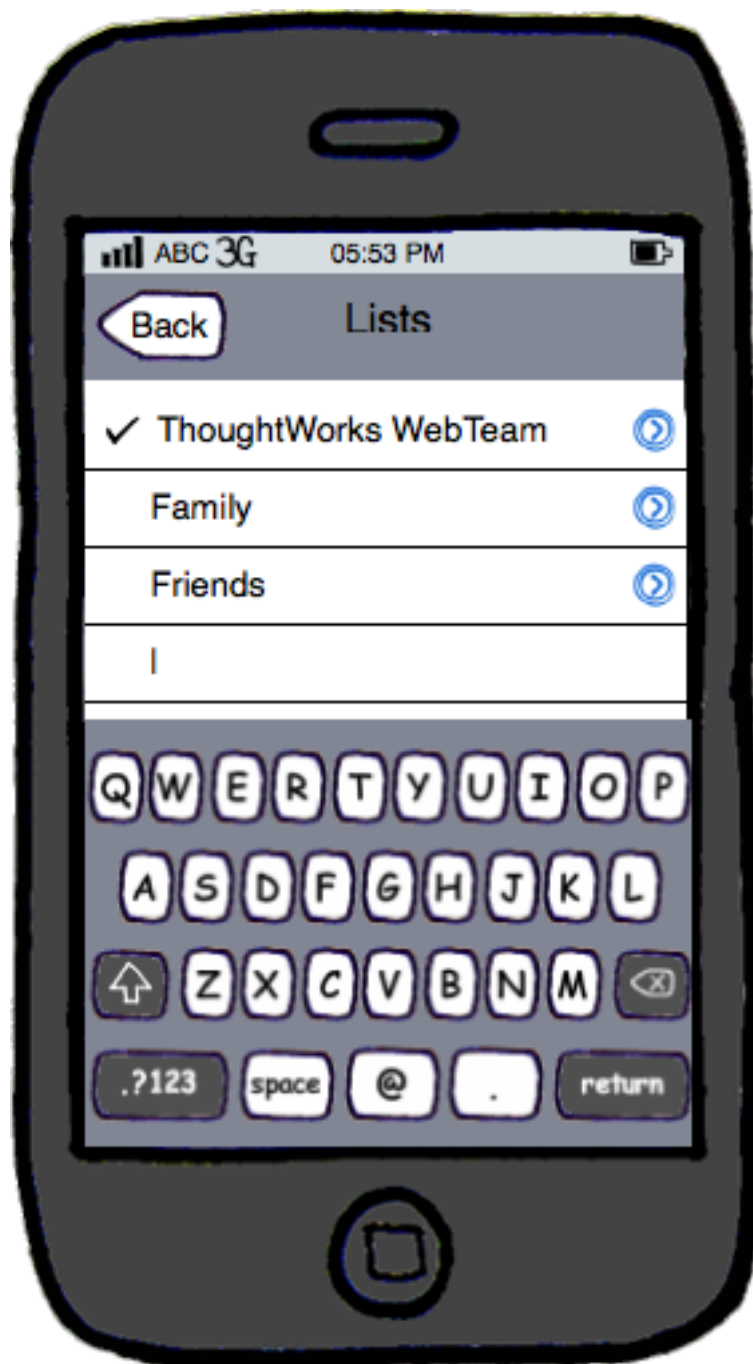 ABC 3G 05:53 PM
Back Lists
✓ ThoughtWorks WebTeam
Family
Friends
Q W E R T Y U I O P
A S D F G H J K L
Z X C V B N M
.?123 space @ . return